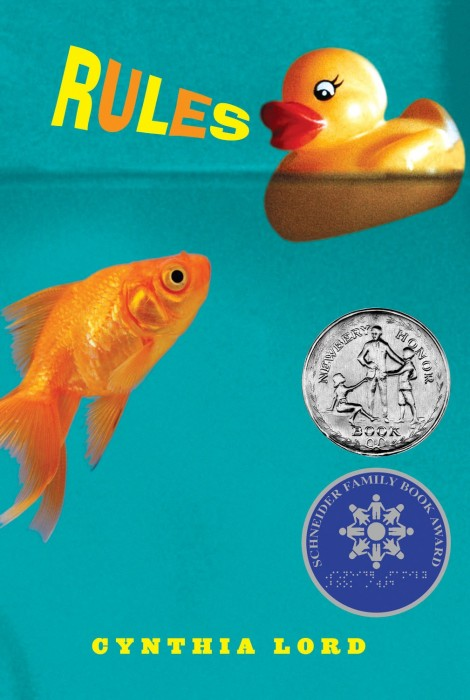 RULES
NEWBERY HONOR
BOOK
SCHNEIDER FAMILY BOOK AWARD
CYNTHIA LORD